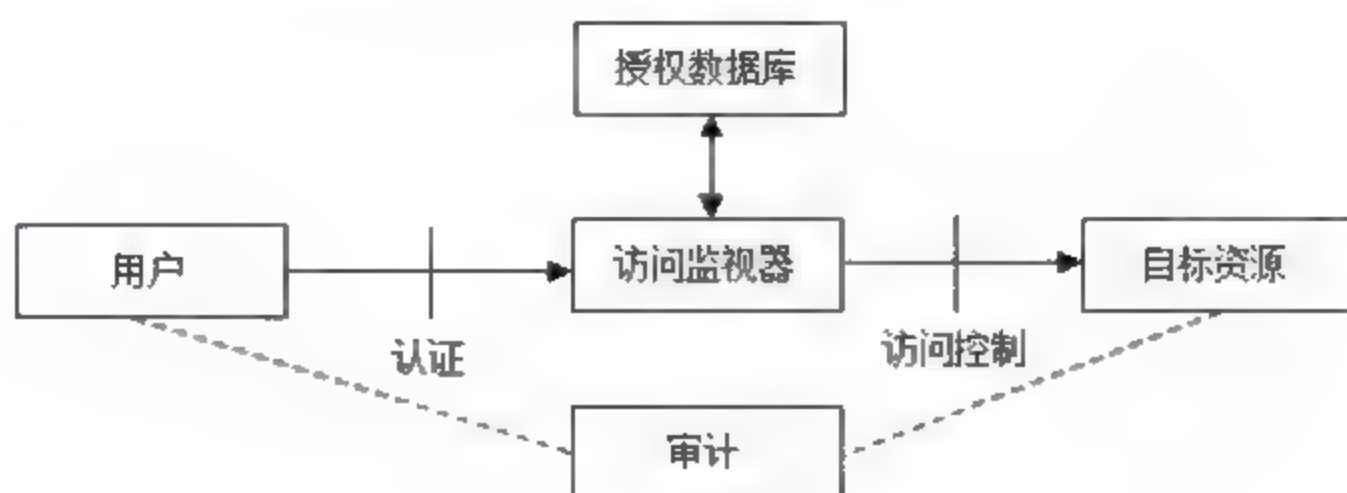 授权数据库
用户
访问监视器
目标资源
认证
访问控制
审计